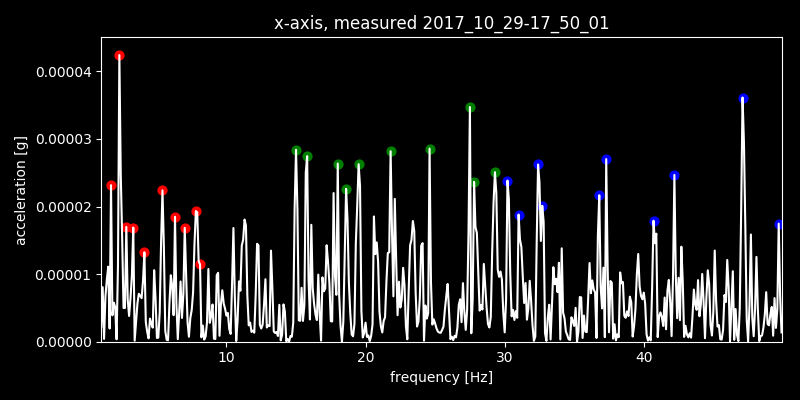 x-axis, measured 2017_10_29-17_50_01
0.00004
0.00003
0.00002
0.00001
0.00000
acceleration [g]
10 20 30 40
frequency [Hz]